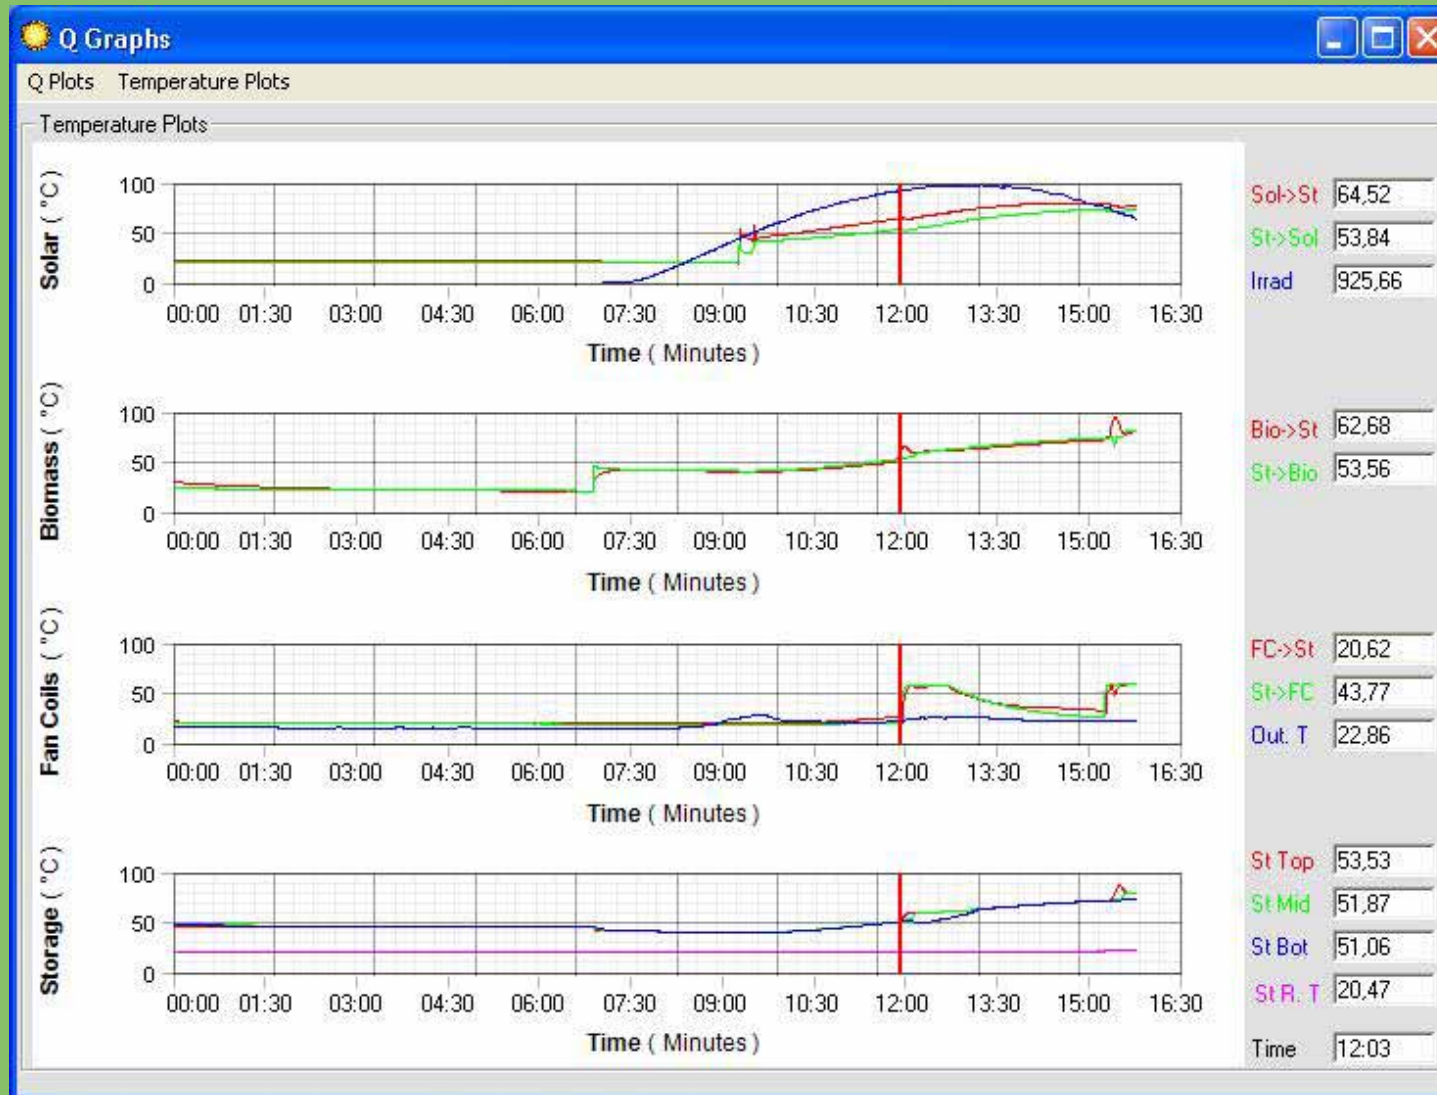 Q Graphs
Q Plots Temperature Plots
Temperature Plots
Solar ( °C )
100
50
0
00:00 01:30 03:00 04:30 06:00 07:30 09:00 10:30 12:00 13:30 15:00 16:30
Time ( Minutes )
Sol->St 64,52
St->Sol 53,84
Irrad 925,66
Biomass ( °C )
100
50
0
00:00 01:30 03:00 04:30 06:00 07:30 09:00 10:30 12:00 13:30 15:00 16:30
Time ( Minutes )
Bio->St 62,68
St->Bio 53,56
Fan Coils ( °C )
100
50
0
00:00 01:30 03:00 04:30 06:00 07:30 09:00 10:30 12:00 13:30 15:00 16:30
Time ( Minutes )
FC->St 20,62
St->FC 43,77
Out. T 22,86
Storage ( °C )
100
50
0
00:00 01:30 03:00 04:30 06:00 07:30 09:00 10:30 12:00 13:30 15:00 16:30
Time ( Minutes )
St Top 53,53
St Mid 51,87
St Bot 51,06
St R. T 20,47
Time 12:03